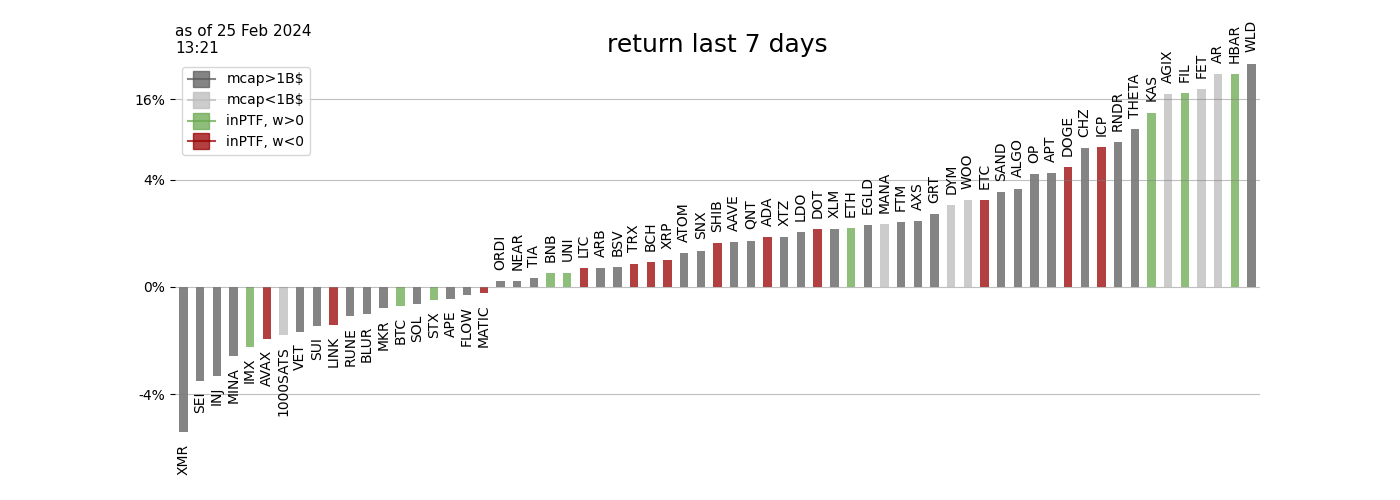 as of 25 Feb 2024
13:21
return last 7 days
mcap>1B$
mcap<1B$
inPTF, w>0
inPTF, w<0
16%
4%
0%
-4%
XMR
SEI
INJ
MINA
IMX
AVAX
1000SATS
VET
SUI
LINK
RUNE
BLUR
MKR
BTC
SOL
STX
APE
FLOW
MATIC
ORDI
NEAR
TIA
BNB
UNI
LTC
ARB
BSV
TRX
BCH
XRP
ATOM
SNX
SHIB
AAVE
QNT
ADA
XTZ
LDO
DOT
XLM
ETH
EGLD
MANA
FTM
AXS
GRT
DYM
WOO
ETC
SAND
ALGO
OP
APT
DOGE
CHZ
ICP
RNDR
THETA
KAS
AGIX
FIL
FET
AR
HBAR
WLD